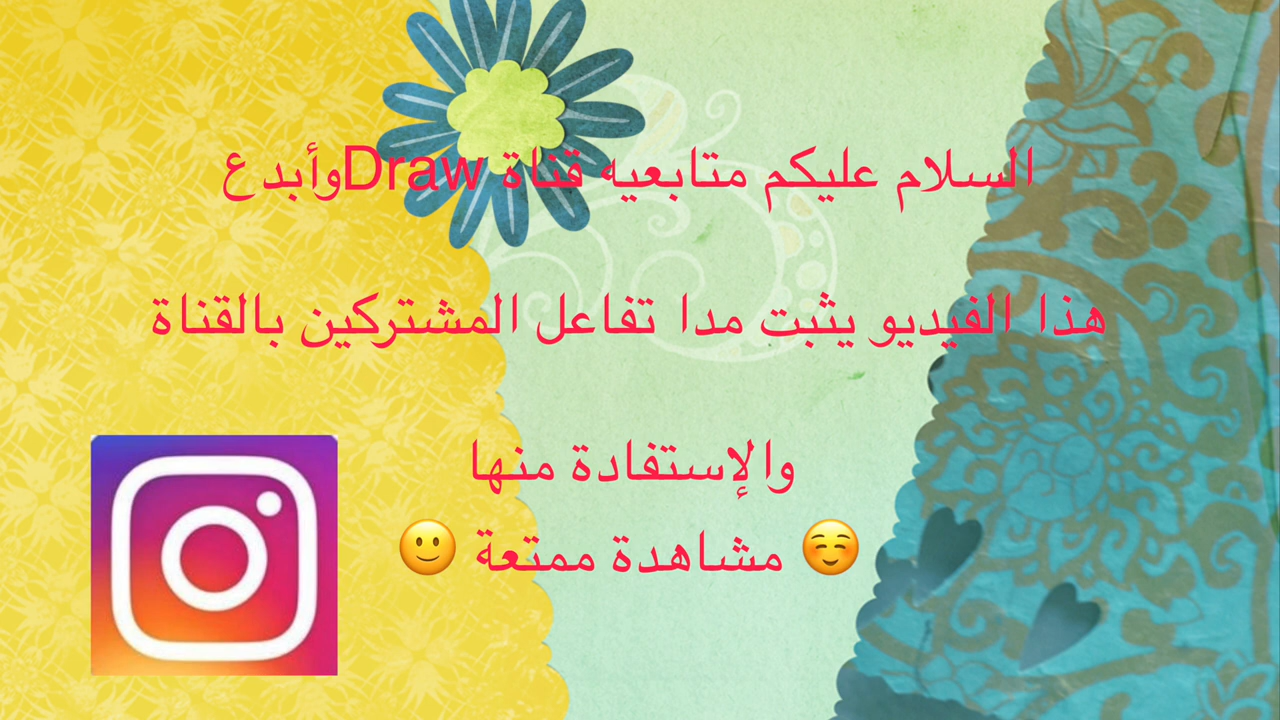 السلام عليكم متابعيه قناة Drawوأبدع
هذا الفيديو يثبت مدا تفاعل المشتركين بالقناة
والإستفادة منها
☺️ مشاهدة ممتعة 🙂